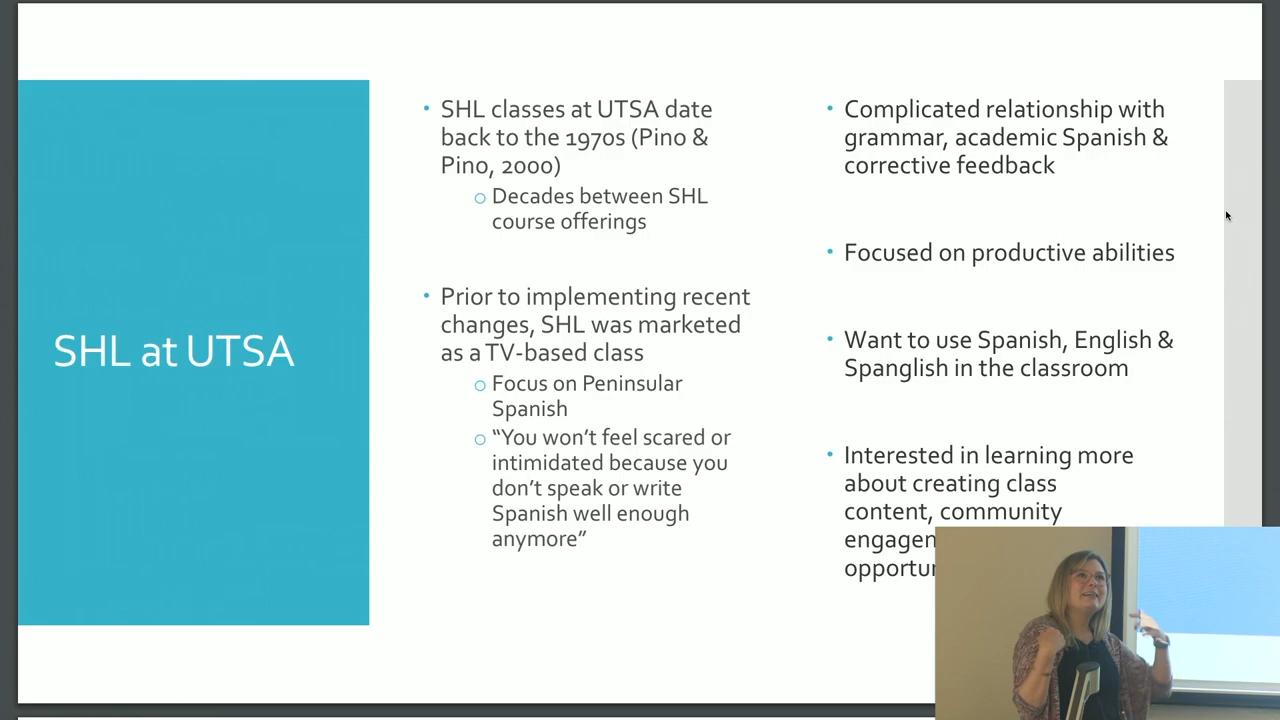 SHL at UTSA
• SHL classes at UTSA date
back to the 1970s (Pino &
Pino, 2000)
o Decades between SHL
course offerings
• Prior to implementing recent
changes, SHL was marketed
as a TV-based class
o Focus on Peninsular
Spanish
o “You won’t feel scared or
intimidated because you
don’t speak or write
Spanish well enough
anymore”
• Complicated relationship with
grammar, academic Spanish &
corrective feedback
• Focused on productive abilities
• Want to use Spanish, English &
Spanglish in the classroom
• Interested in learning more
about creating class
content, community